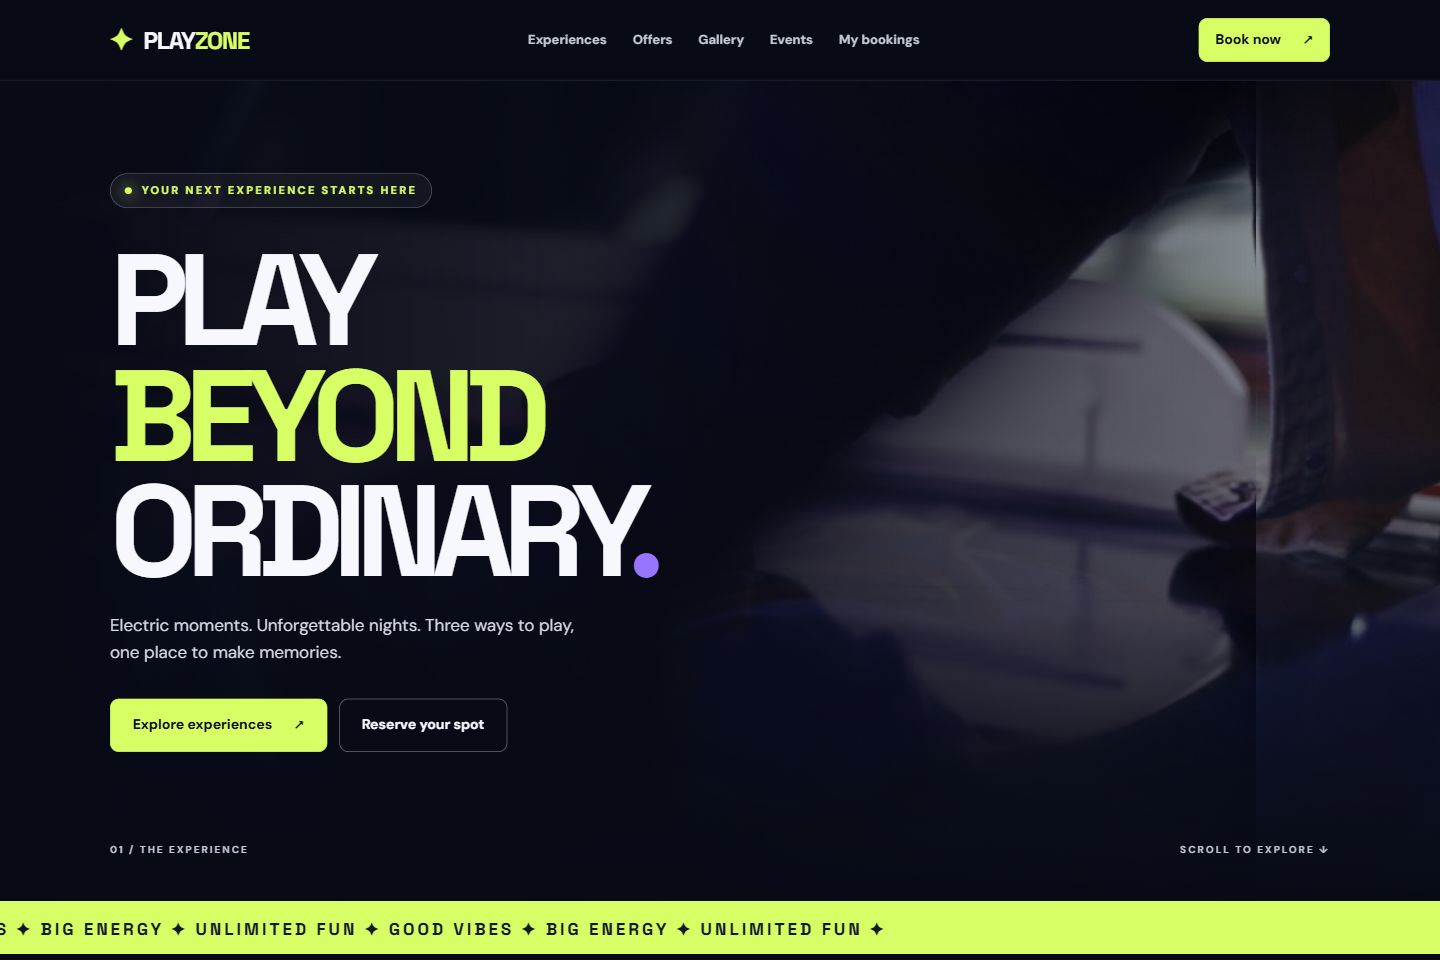 PLAYZONE
Experiences Offers Gallery Events My bookings
Book now ↗
YOUR NEXT EXPERIENCE STARTS HERE
PLAY
BEYOND
ORDINARY.
Electric moments. Unforgettable nights. Three ways to play,
one place to make memories.
Explore experiences ↗
Reserve your spot
01 / THE EXPERIENCE
SCROLL TO EXPLORE ↓
S ✦ BIG ENERGY ✦ UNLIMITED FUN ✦ GOOD VIBES ✦ BIG ENERGY ✦ UNLIMITED FUN ✦